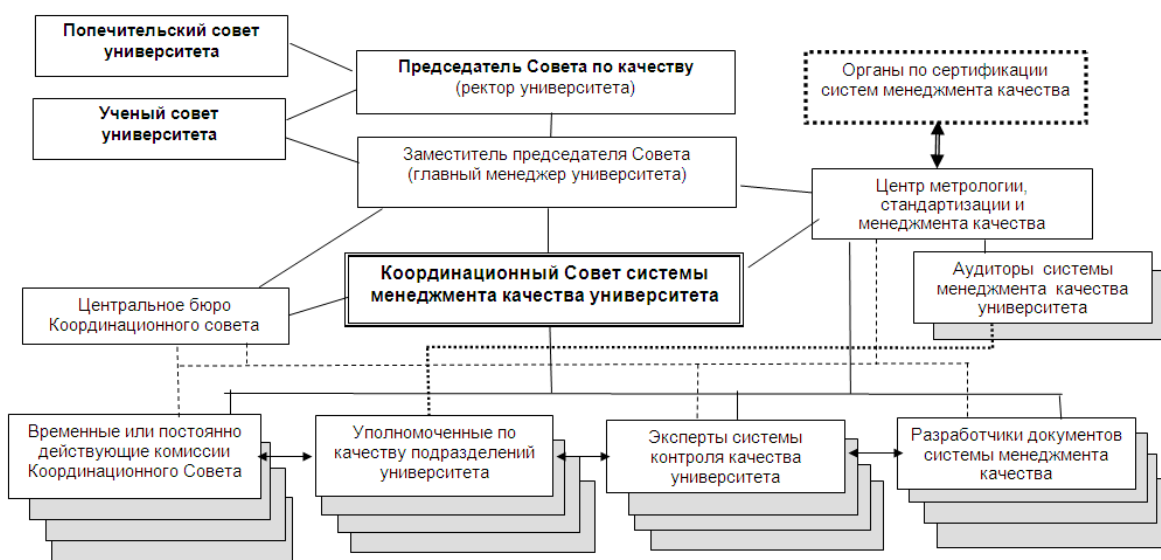 Попечительский совет
университета
Председатель Совета по качеству
(ректор университета)
Органы по сертификации
систем менеджмента качества
Ученый совет
университета
Заместитель председателя Совета
(главный менеджер университета)
Центр метрологии,
стандартизации и
менеджмента качества
Координационный Совет системы
менеджмента качества университета
Аудиторы системы
менеджмента качества
университета
Центральное бюро
Координационного совета
Временные или постоянно
действующие комиссии
Координационного Совета
Уполномоченные по
качеству подразделений
университета
Эксперты системы
контроля качества
университета
Разработчики документов
системы менеджмента
качества